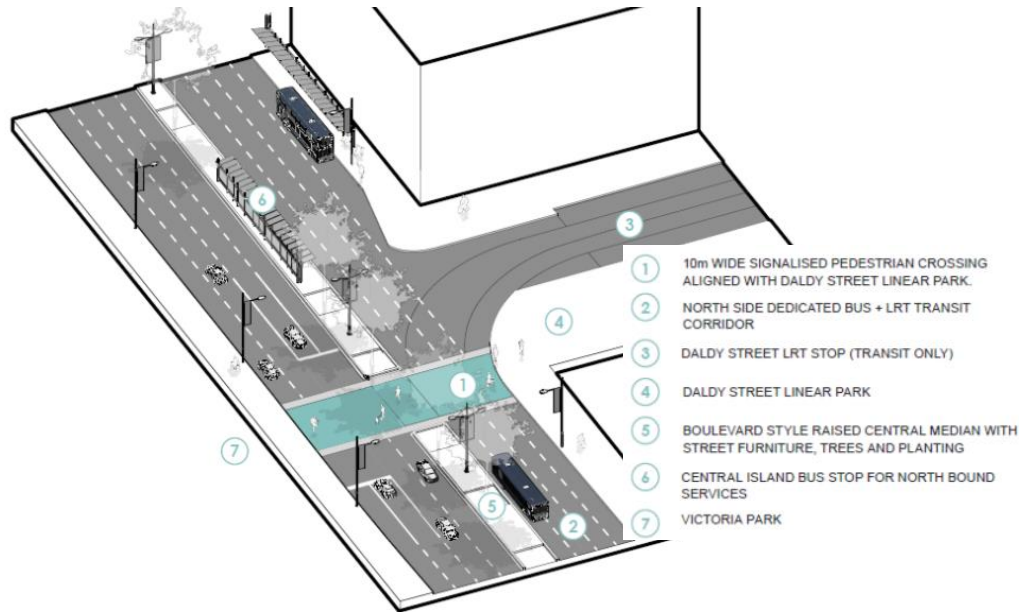 6
3
4
1
7
5
2
1 10m WIDE SIGNALISED PEDESTRIAN CROSSING
ALIGNED WITH DALDY STREET LINEAR PARK.
2 NORTH SIDE DEDICATED BUS + LRT TRANSIT
CORRIDOR
3 DALDY STREET LRT STOP (TRANSIT ONLY)
4 DALDY STREET LINEAR PARK
5 BOULEVARD STYLE RAISED CENTRAL MEDIAN WITH
STREET FURNITURE, TREES AND PLANTING
6 CENTRAL ISLAND BUS STOP FOR NORTH BOUND
SERVICES
7 VICTORIA PARK